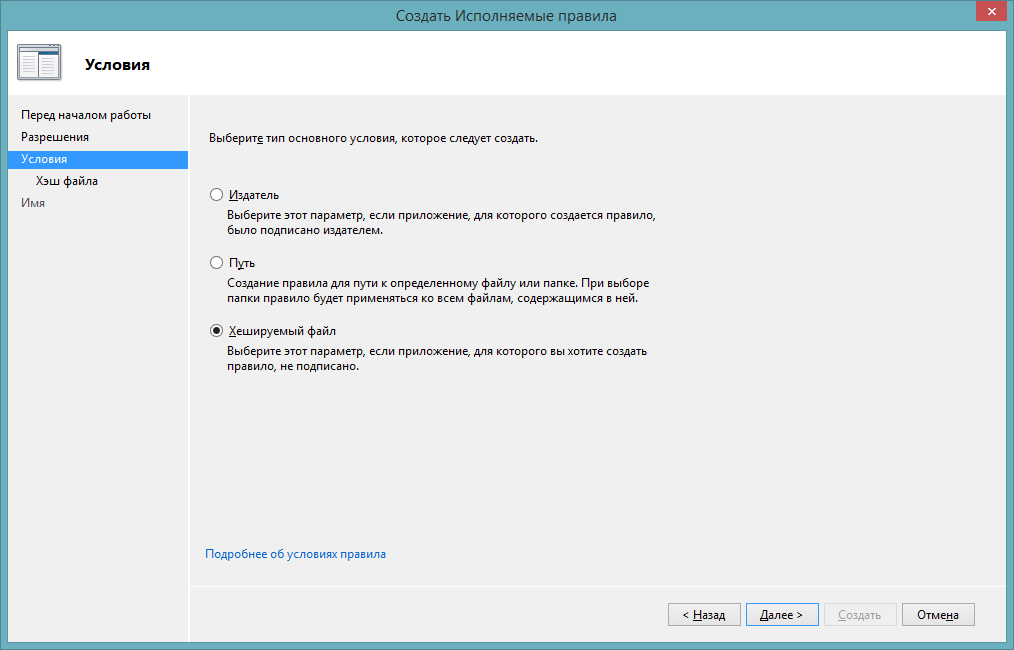 Создать Исполняемые правила
Условия
Перед началом работы
Разрешения
Условия
Хэш файла
Имя
Выберите тип основного условия, которое следует создать.
Издатель
Выберите этот параметр, если приложение, для которого создается правило,
было подписано издателем.
Путь
Создание правила для пути к определенному файлу или папке. При выборе
папки правило будет применяться ко всем файлам, содержащимся в ней.
Хешируемый файл
Выберите этот параметр, если приложение, для которого вы хотите создать
правило, не подписано.
Подробнее об условиях правила
< Назад
Далее >
Создать
Отмена